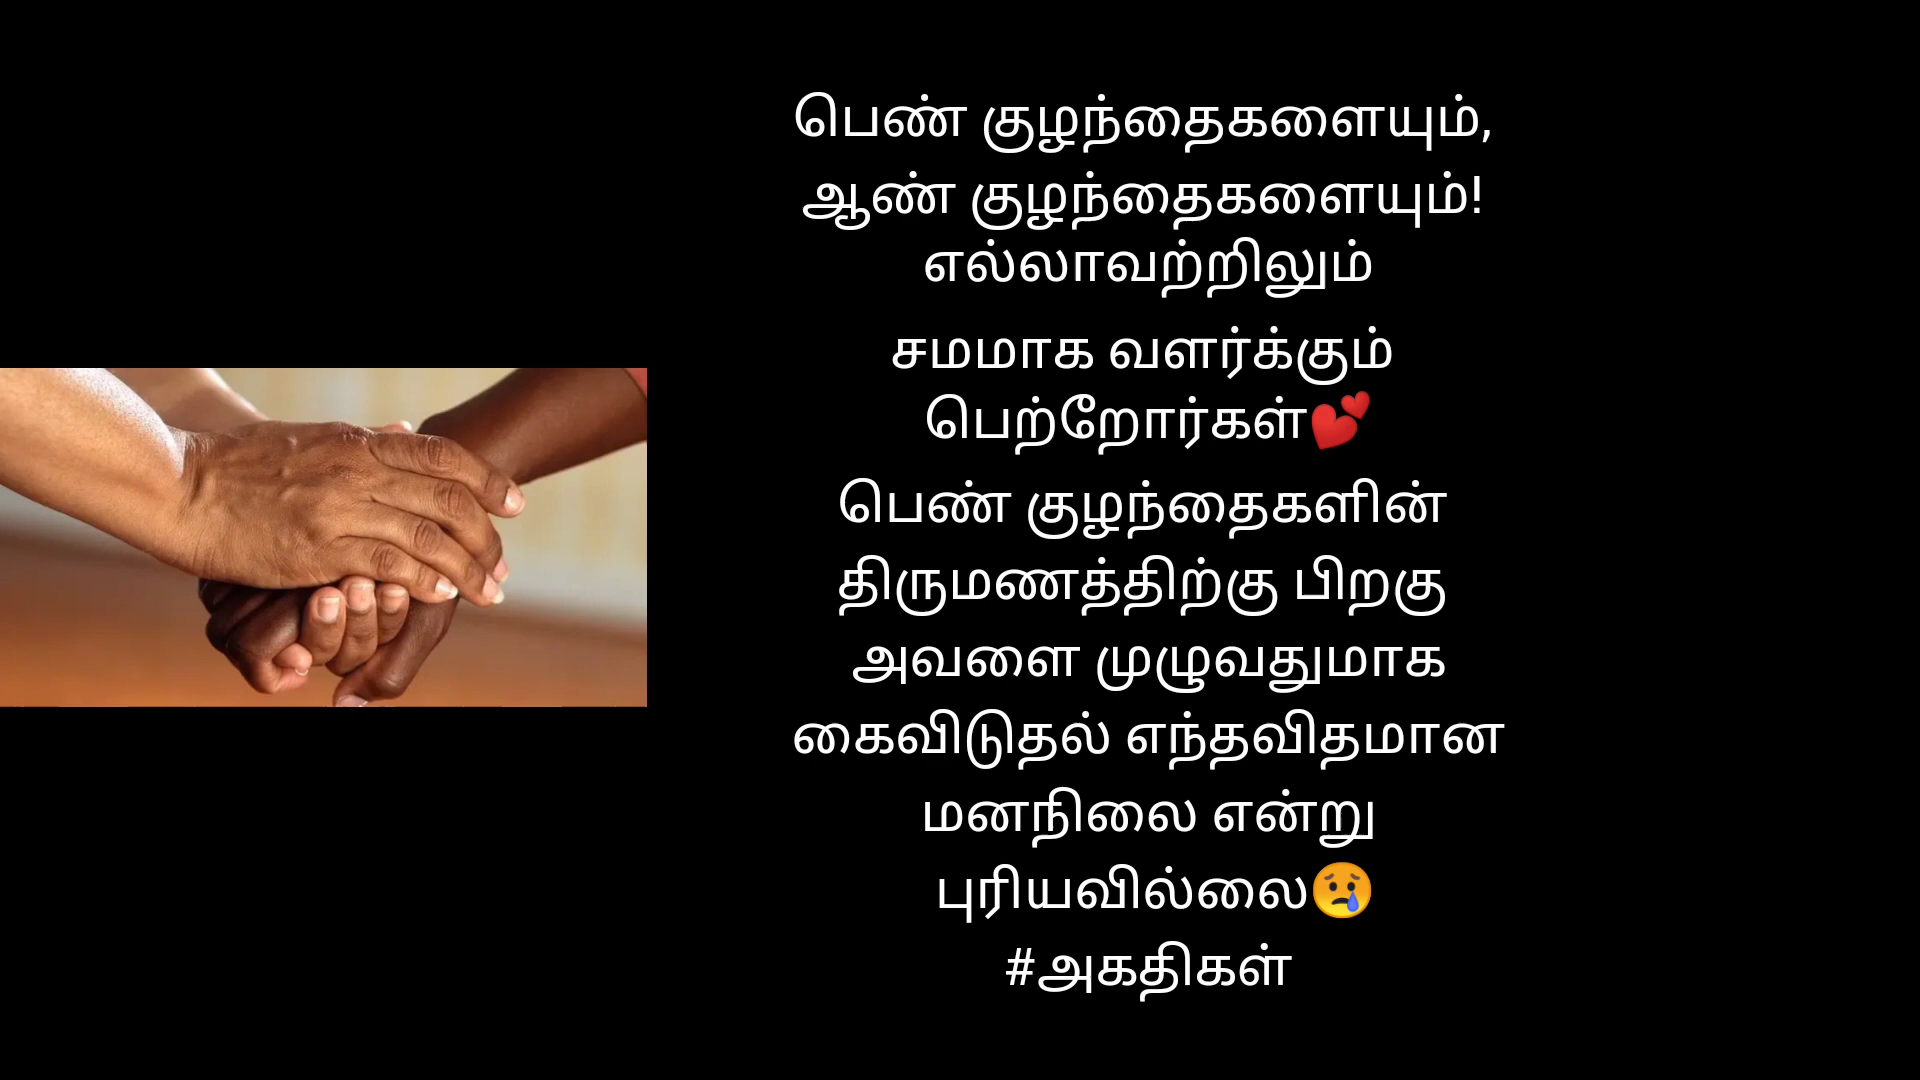 பெண் குழந்தைகளையும்,
ஆண் குழந்தைகளையும்!
எல்லாவற்றிலும்
சமமாக வளர்க்கும்
பெற்றோர்கள்💕
பெண் குழந்தைகளின்
திருமணத்திற்கு பிறகு
அவளை முழுவதுமாக
கைவிடுதல் எந்தவிதமான
மனநிலை என்று
புரியவில்லை😢
#அகதிகள்